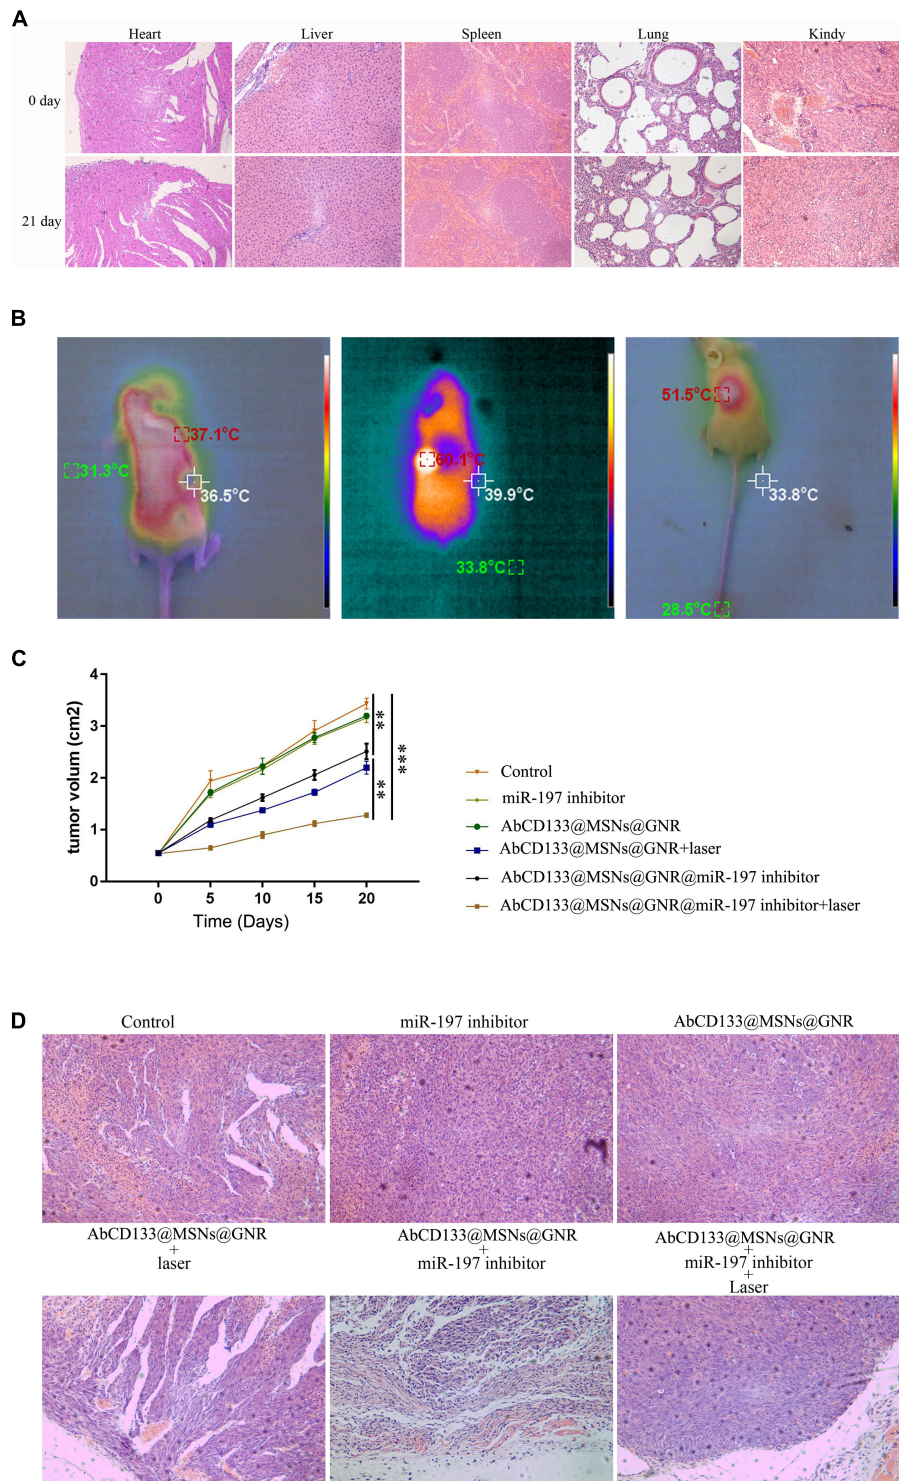 A
Heart Liver Spleen Lung Kindy
0 day
21 day
B
37.1°C
31.3°C
36.5°C
60.1°C
39.9°C
33.8°C
51.5°C
33.8°C
28.5°C
C
tumor volum (cm2)
4
3
2
1
0
0 5 10 15 20
Time (Days)
**
**
***
Control
miR-197 inhibitor
AbCD133@MSNs@GNR
AbCD133@MSNs@GNR+laser
AbCD133@MSNs@GNR@miR-197 inhibitor
AbCD133@MSNs@GNR@miR-197 inhibitor+laser
D
Control miR-197 inhibitor AbCD133@MSNs@GNR
AbCD133@MSNs@GNR
+
laser
AbCD133@MSNs@GNR
+
miR-197 inhibitor
AbCD133@MSNs@GNR
+
miR-197 inhibitor
+
Laser